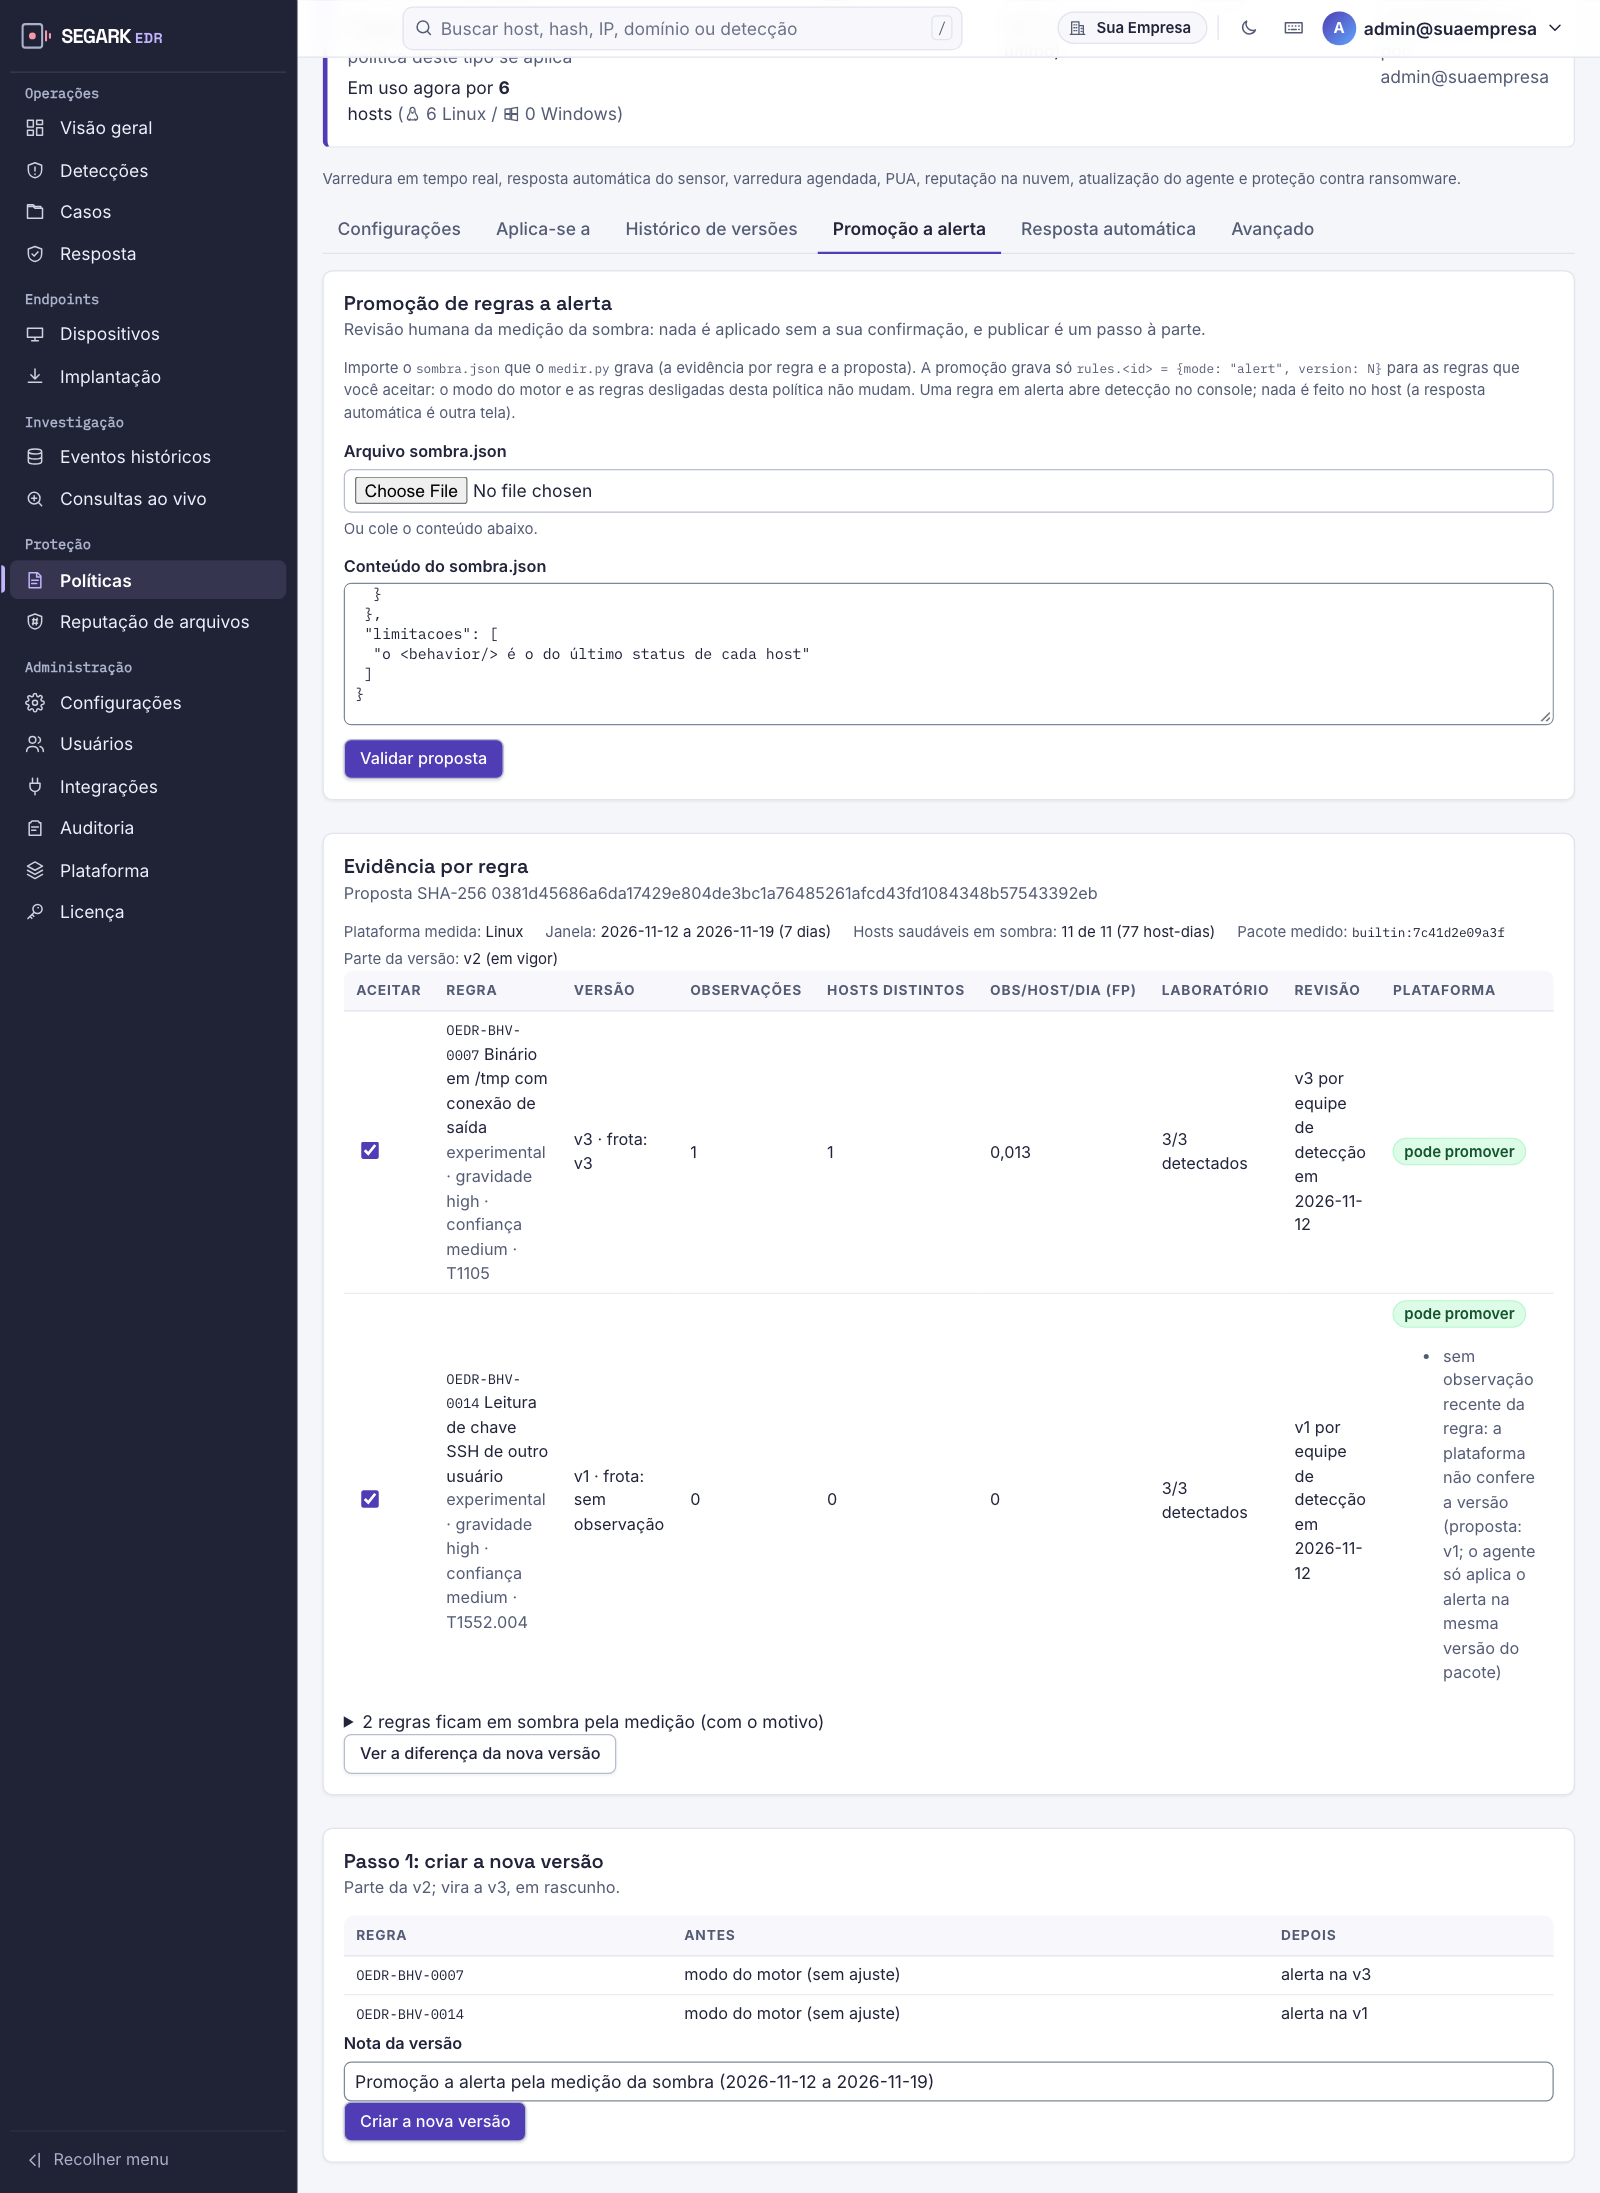 SEGARK EDR
Buscar host, hash, IP, domínio ou detecção
/
Sua Empresa
A
admin@suaempresa
Operações
Visão geral
Detecções
Casos
Resposta
Endpoints
Dispositivos
Implantação
Investigação
Eventos históricos
Consultas ao vivo
Proteção
Políticas
Reputação de arquivos
Administração
Configurações
Usuários
Integrações
Auditoria
Plataforma
Licença
Recolher menu
política deste tipo se aplica
Em uso agora por 6
hosts (6 Linux / 0 Windows)
admin@suaempresa
Varredura em tempo real, resposta automática do sensor, varredura agendada, PUA, reputação na nuvem, atualização do agente e proteção contra ransomware.
Configurações
Aplica-se a
Histórico de versões
Promoção a alerta
Resposta automática
Avançado
Promoção de regras a alerta
Revisão humana da medição da sombra: nada é aplicado sem a sua confirmação, e publicar é um passo à parte.
Importe o sombra.json que o medir.py grava (a evidência por regra e a proposta). A promoção grava só rules.<id> = {mode: "alert", version: N} para as regras que
você aceitar: o modo do motor e as regras desligadas desta política não mudam. Uma regra em alerta abre detecção no console; nada é feito no host (a resposta
automática é outra tela).
Arquivo sombra.json
Choose File No file chosen
Ou cole o conteúdo abaixo.
Conteúdo do sombra.json
}
},
"limitacoes": [
"o <behavior/> é o do último status de cada host"
]
}
Validar proposta
Evidência por regra
Proposta SHA-256 0381d45686a6da17429e804de3bc1a76485261afcd43fd1084348b57543392eb
Plataforma medida: Linux Janela: 2026-11-12 a 2026-11-19 (7 dias) Hosts saudáveis em sombra: 11 de 11 (77 host-dias) Pacote medido: builtin:7c41d2e09a3f
Parte da versão: v2 (em vigor)
ACEITAR REGRA VERSÃO OBSERVAÇÕES HOSTS DISTINTOS OBS/HOST/DIA (FP) LABORATÓRIO REVISÃO PLATAFORMA
OEDR-BHV-
0007 Binário
em /tmp com
conexão de
saída
experimental
· gravidade
high ·
confiança
medium ·
T1105
v3 · frota:
v3
1
1
0,013
3/3
detectados
v3 por
equipe
de
detecção
em
2026-11-
12
pode promover
OEDR-BHV-
0014 Leitura
de chave
SSH de outro
usuário
experimental
· gravidade
high ·
confiança
medium ·
T1552.004
v1 · frota:
sem
observação
0
0
0
3/3
detectados
v1 por
equipe
de
detecção
em
2026-11-
12
pode promover
• sem
observação
recente da
regra: a
plataforma
não confere
a versão
(proposta:
v1; o agente
só aplica o
alerta na
mesma
versão do
pacote)
2 regras ficam em sombra pela medição (com o motivo)
Ver a diferença da nova versão
Passo 1: criar a nova versão
Parte da v2; vira a v3, em rascunho.
REGRA ANTES DEPOIS
OEDR-BHV-0007 modo do motor (sem ajuste) alerta na v3
OEDR-BHV-0014 modo do motor (sem ajuste) alerta na v1
Nota da versão
Promoção a alerta pela medição da sombra (2026-11-12 a 2026-11-19)
Criar a nova versão